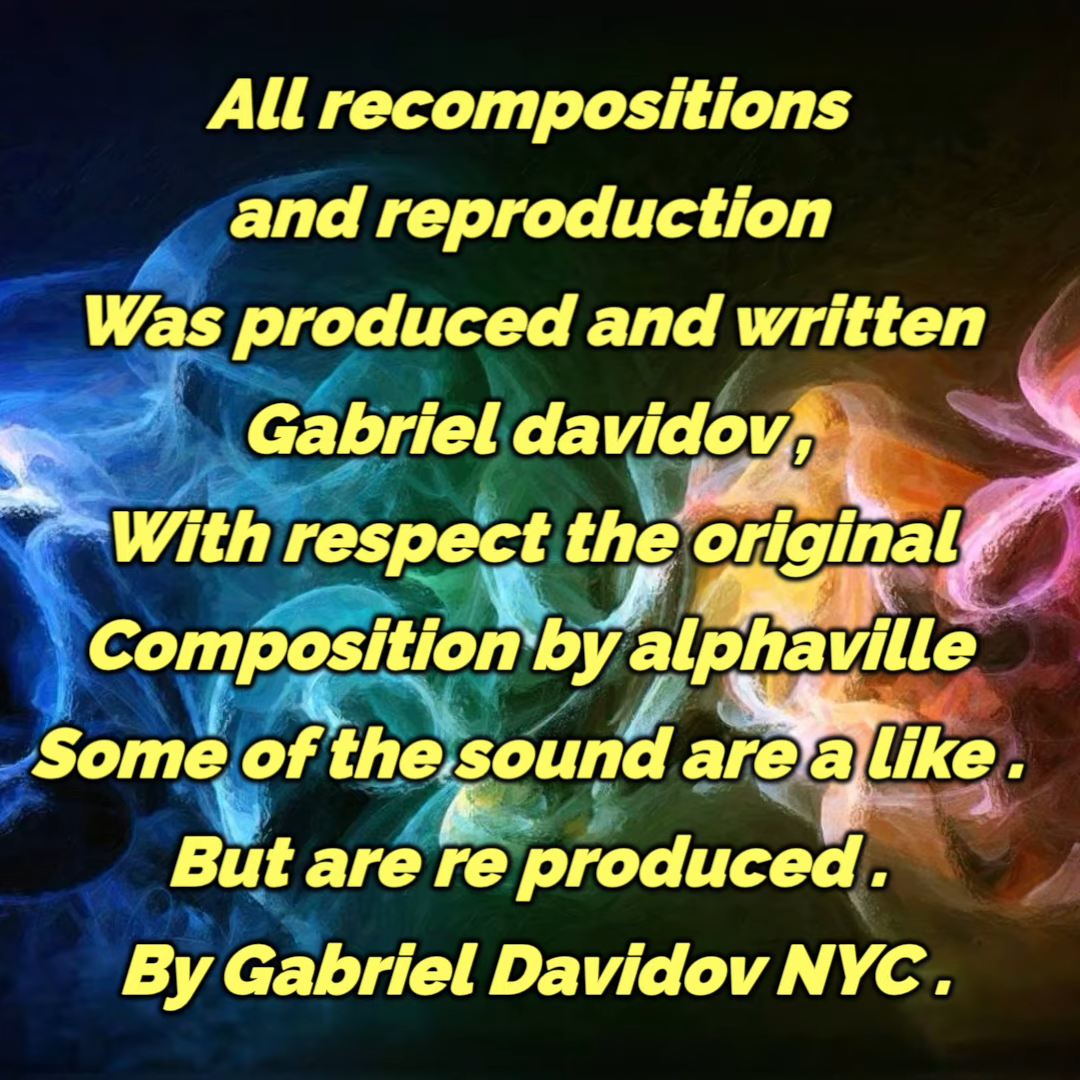 All recompositions
and reproduction
Was produced and written
Gabriel davidov ,
With respect the original
Composition by alphaville
Some of the sound are a like .
But are re produced .
By Gabriel Davidov NYC .